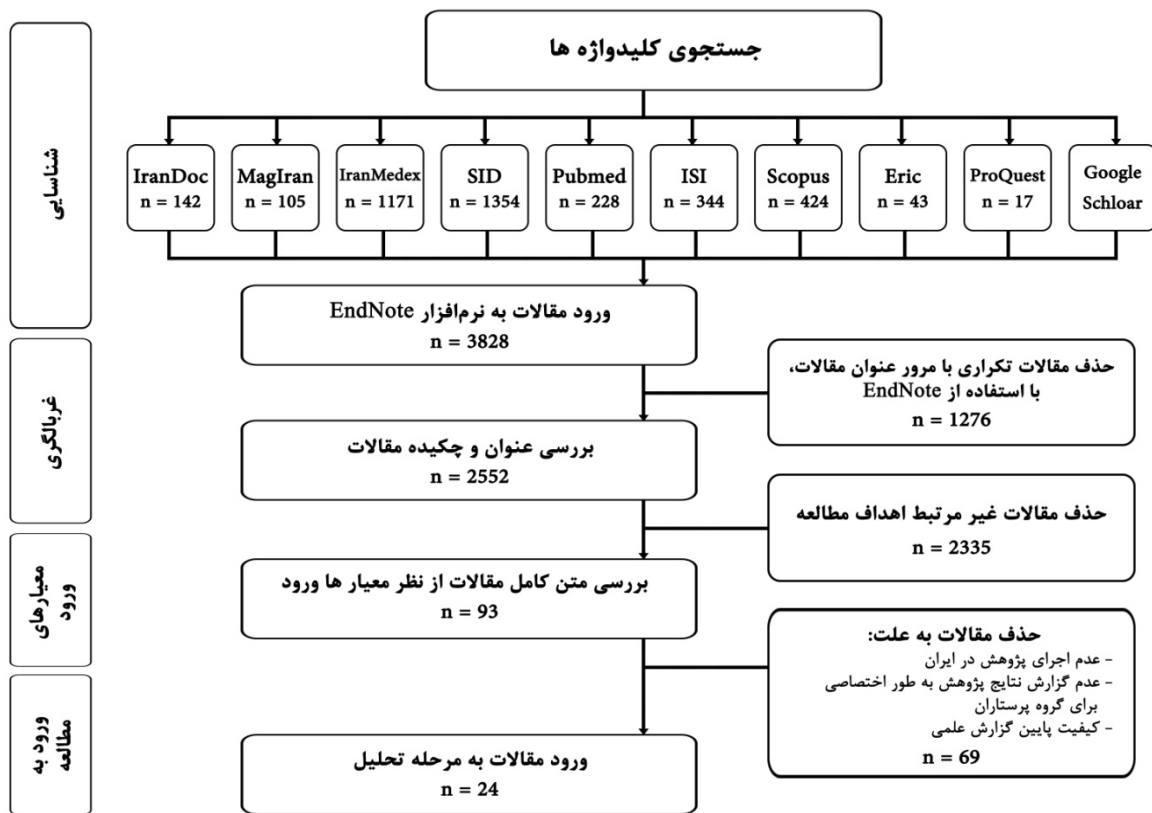 جستجوی کلیدواژه ها
شناسایی
IranDoc
n = 142
MagIran
n = 105
IranMedex
n = 1171
SID
n = 1354
Pubmed
n = 228
ISI
n = 344
Scopus
n = 424
Eric
n = 43
ProQuest
n = 17
Google
Schloar
ورود مقالات به نرم‌افزار EndNote
n = 3828
غربالگری
حذف مقالات تکراری با مرور عنوان مقالات،
با استفاده از EndNote
n = 1276
بررسی عنوان و چکیده مقالات
n = 2552
حذف مقالات غیر مرتبط اهداف مطالعه
n = 2335
معیارهای
ورود
بررسی متن کامل مقالات از نظر معیار ها ورود
n = 93
حذف مقالات به علت:
- عدم اجرای پژوهش در ایران
- عدم گزارش نتایج پژوهش به طور اختصاصی
برای گروه پرستاران
- کیفیت پایین گزارش علمی
n = 69
ورود به
مطالعه
ورود مقالات به مرحله تحلیل
n = 24